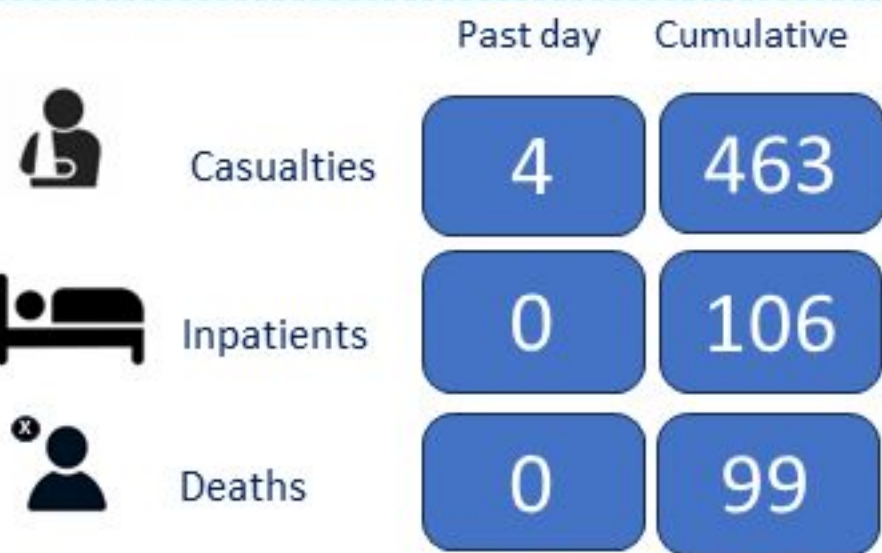 Past day Cumulative
Casualties 4 463
Inpatients 0 106
X
Deaths 0 99